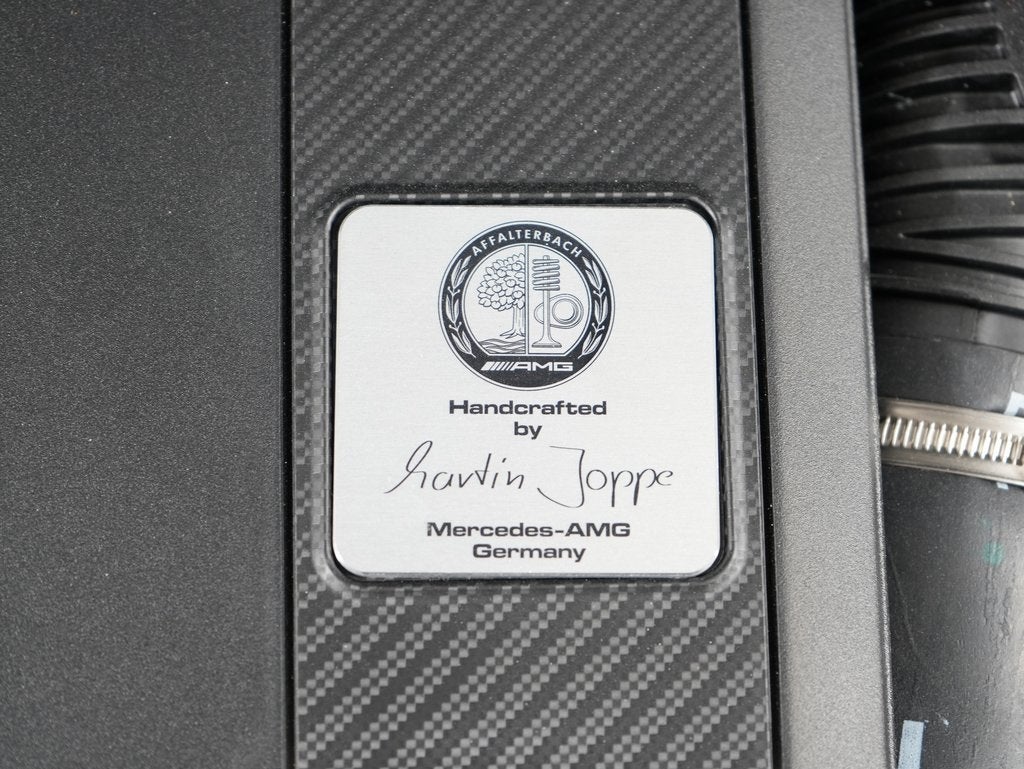 AFFALTERBACH
AMG
Handcrafted
by
Martin Joppe
Mercedes-AMG
Germany